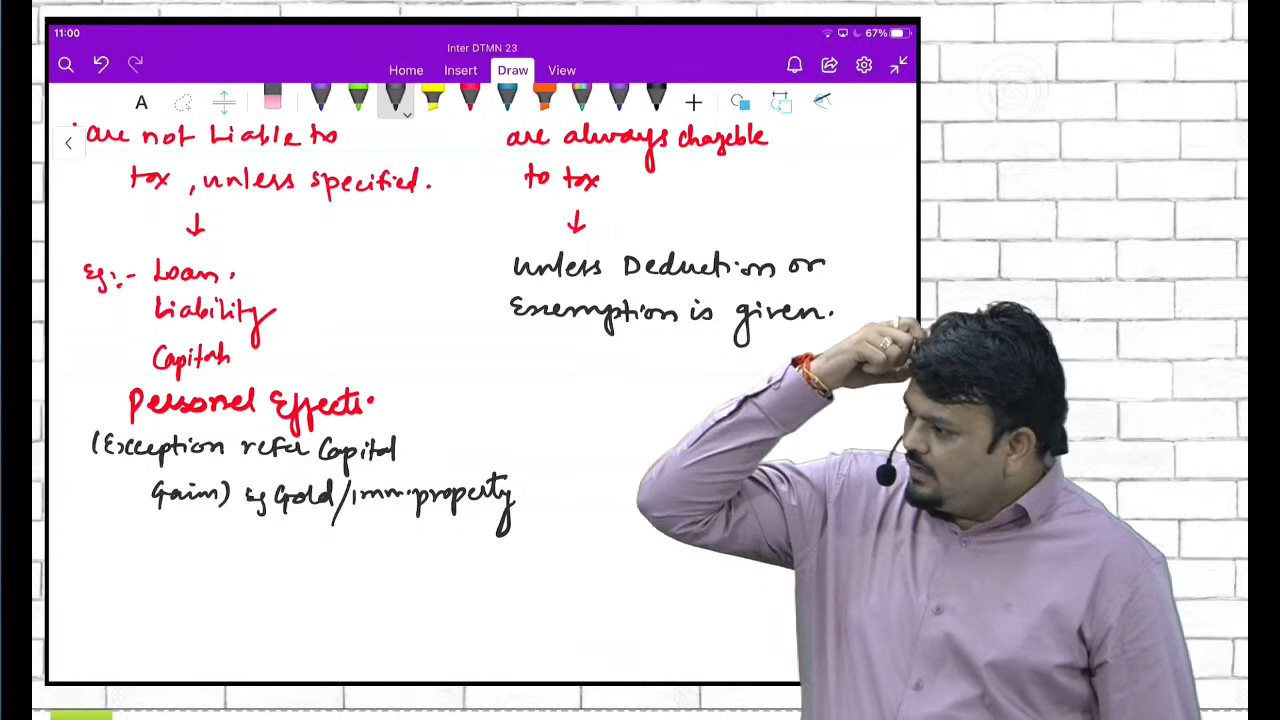 11:00
67%
Inter DTMN 23
Home Insert Draw View
A
are not Liable to
tax, unless specified.
↓
Eg:- Loan.
Liability
Capital
Personal Effects.
(Exception refer Capital
Gain) eg Gold/imm. property
are always chargeble
to tax
↓
unless Deduction or
Exemption is given.